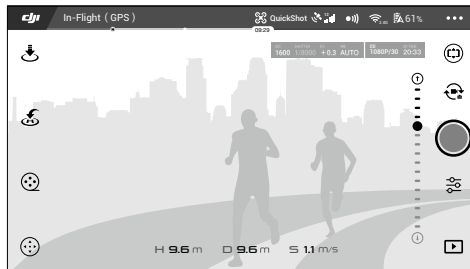 dji In-Flight ( GPS ) QuickShot 61%
09:29
1600 1/8000 +0.3 AUTO 1080P/30 20:33
H 9.6 m D 9.6 m S 1.1 m/s